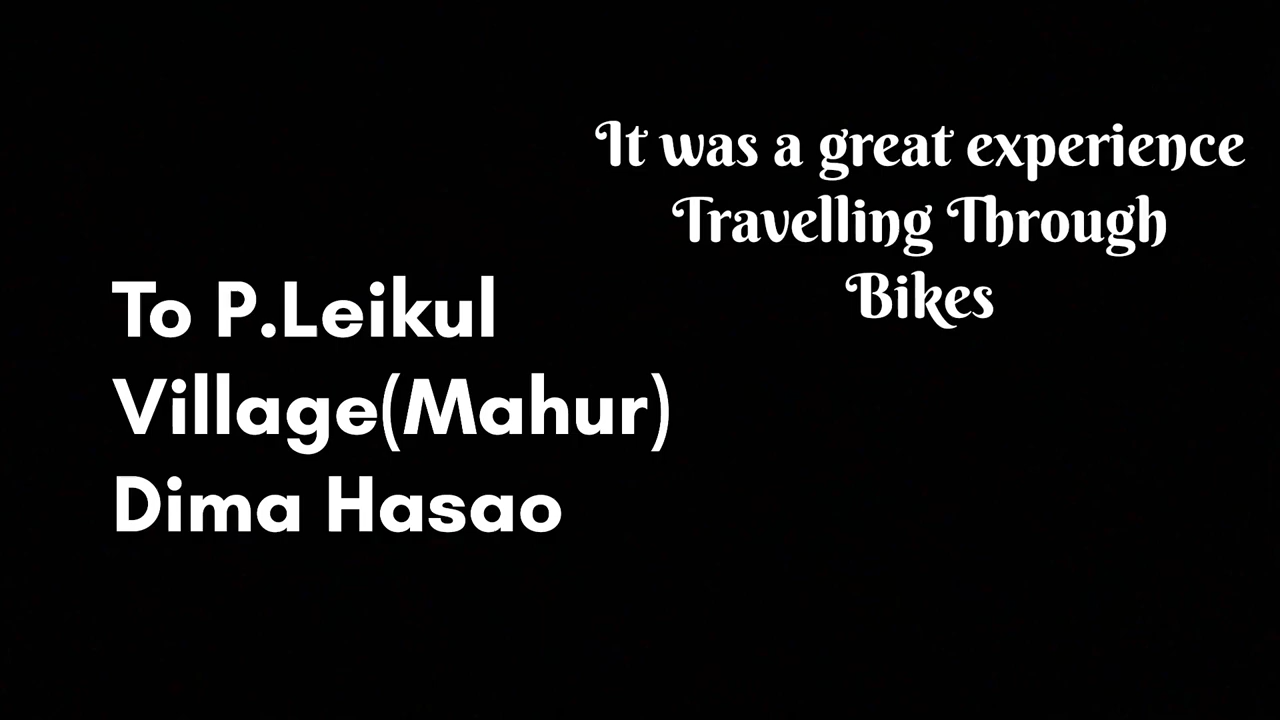 It was a great experience
Travelling Through
Bikes
To P.Leikul
Village(Mahur)
Dima Hasao